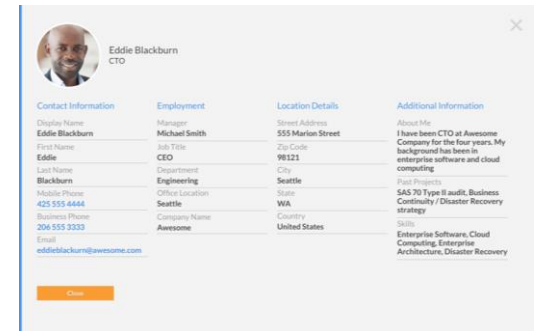 Eddie Blackburn
CTO
Contact Information
Display Name
Eddie Blackburn
First Name
Eddie
Last Name
Blackburn
Mobile Phone
425 555 4444
Business Phone
206 555 3333
Email
eddieblackurn@awesome.com
Employment
Manager
Michael Smith
Job Title
CEO
Department
Engineering
Office Location
Seattle
Company Name
Awesome
Location Details
Street Address
555 Marion Street
Zip Code
98121
City
Seattle
State
WA
Country
United States
Additional Information
About Me
I have been CTO at Awesome
Company for the four years. My
background has been in
enterprise software and cloud
computing
Past Projects
SAS 70 Type II audit, Business
Continuity / Disaster Recovery
strategy
Skills
Enterprise Software, Cloud
Computing, Enterprise
Architecture, Disaster Recovery
Close